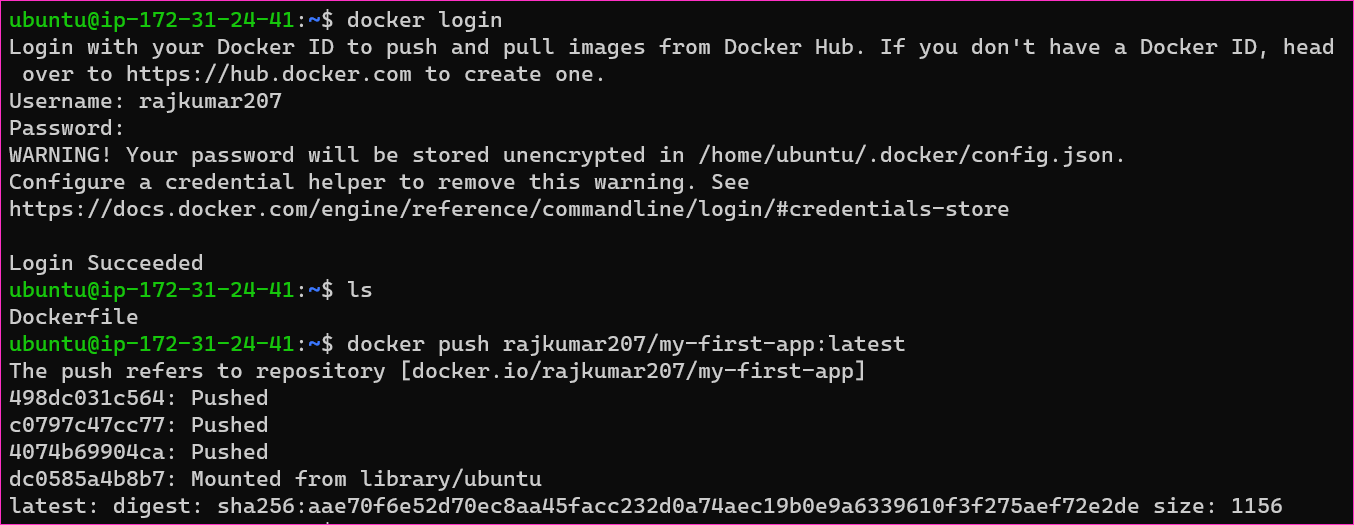 ubuntu@ip-172-31-24-41:~$ docker login
Login with your Docker ID to push and pull images from Docker Hub. If you don't have a Docker ID, head
over to https://hub.docker.com to create one.
Username: rajkumar207
Password:
WARNING! Your password will be stored unencrypted in /home/ubuntu/.docker/config.json.
Configure a credential helper to remove this warning. See
https://docs.docker.com/engine/reference/commandline/login/#credentials-store
Login Succeeded
ubuntu@ip-172-31-24-41:~$ ls
Dockerfile
ubuntu@ip-172-31-24-41:~$ docker push rajkumar207/my-first-app:latest
The push refers to repository [docker.io/rajkumar207/my-first-app]
498dc031c564: Pushed
c0797c47cc77: Pushed
4074b69904ca: Pushed
dc0585a4b8b7: Mounted from library/ubuntu
latest: digest: sha256:aae70f6e52d70ec8aa45facc232d0a74aec19b0e9a6339610f3f275aef72e2de size: 1156